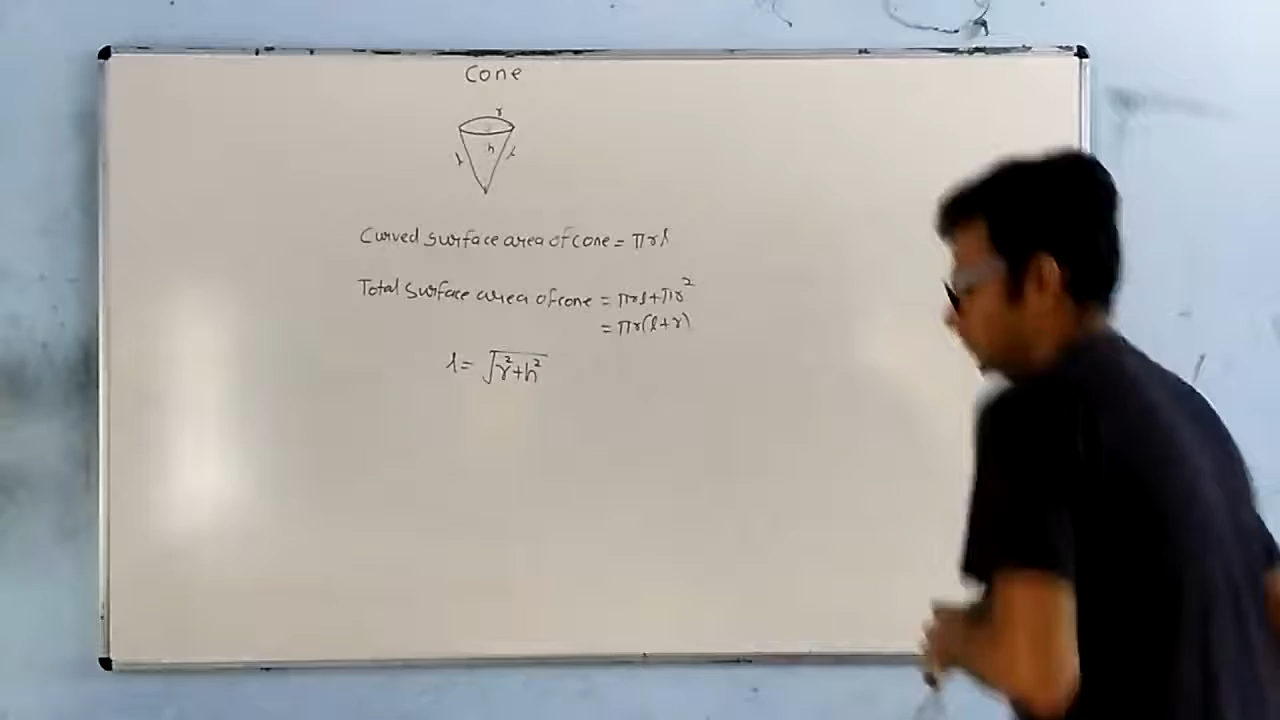 Cone
r
h
l l
Curved surface area of cone = πrl
Total surface area of cone = πrl+πr²
= πr(l+r)
l = √r²+h²